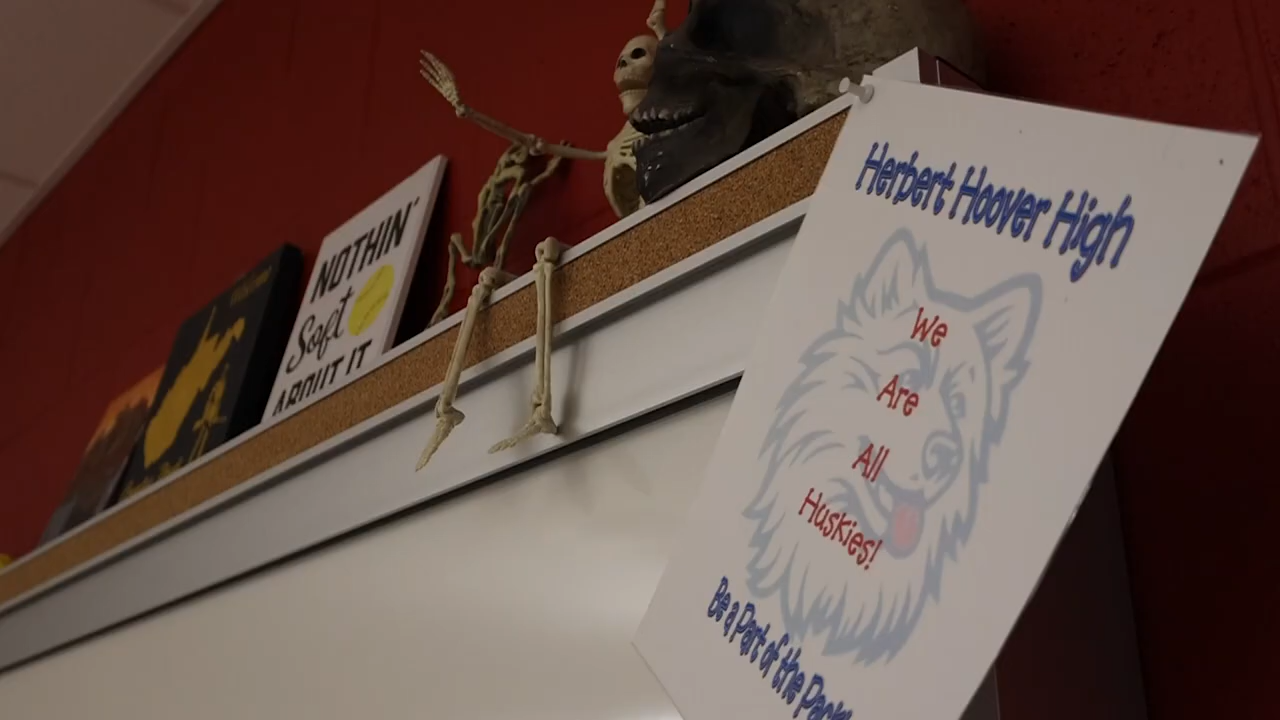 NOTHIN'
Soft
ABOUT IT
Herbert Hoover High
We
Are
All
Huskies!
Be a Part of the Pack!